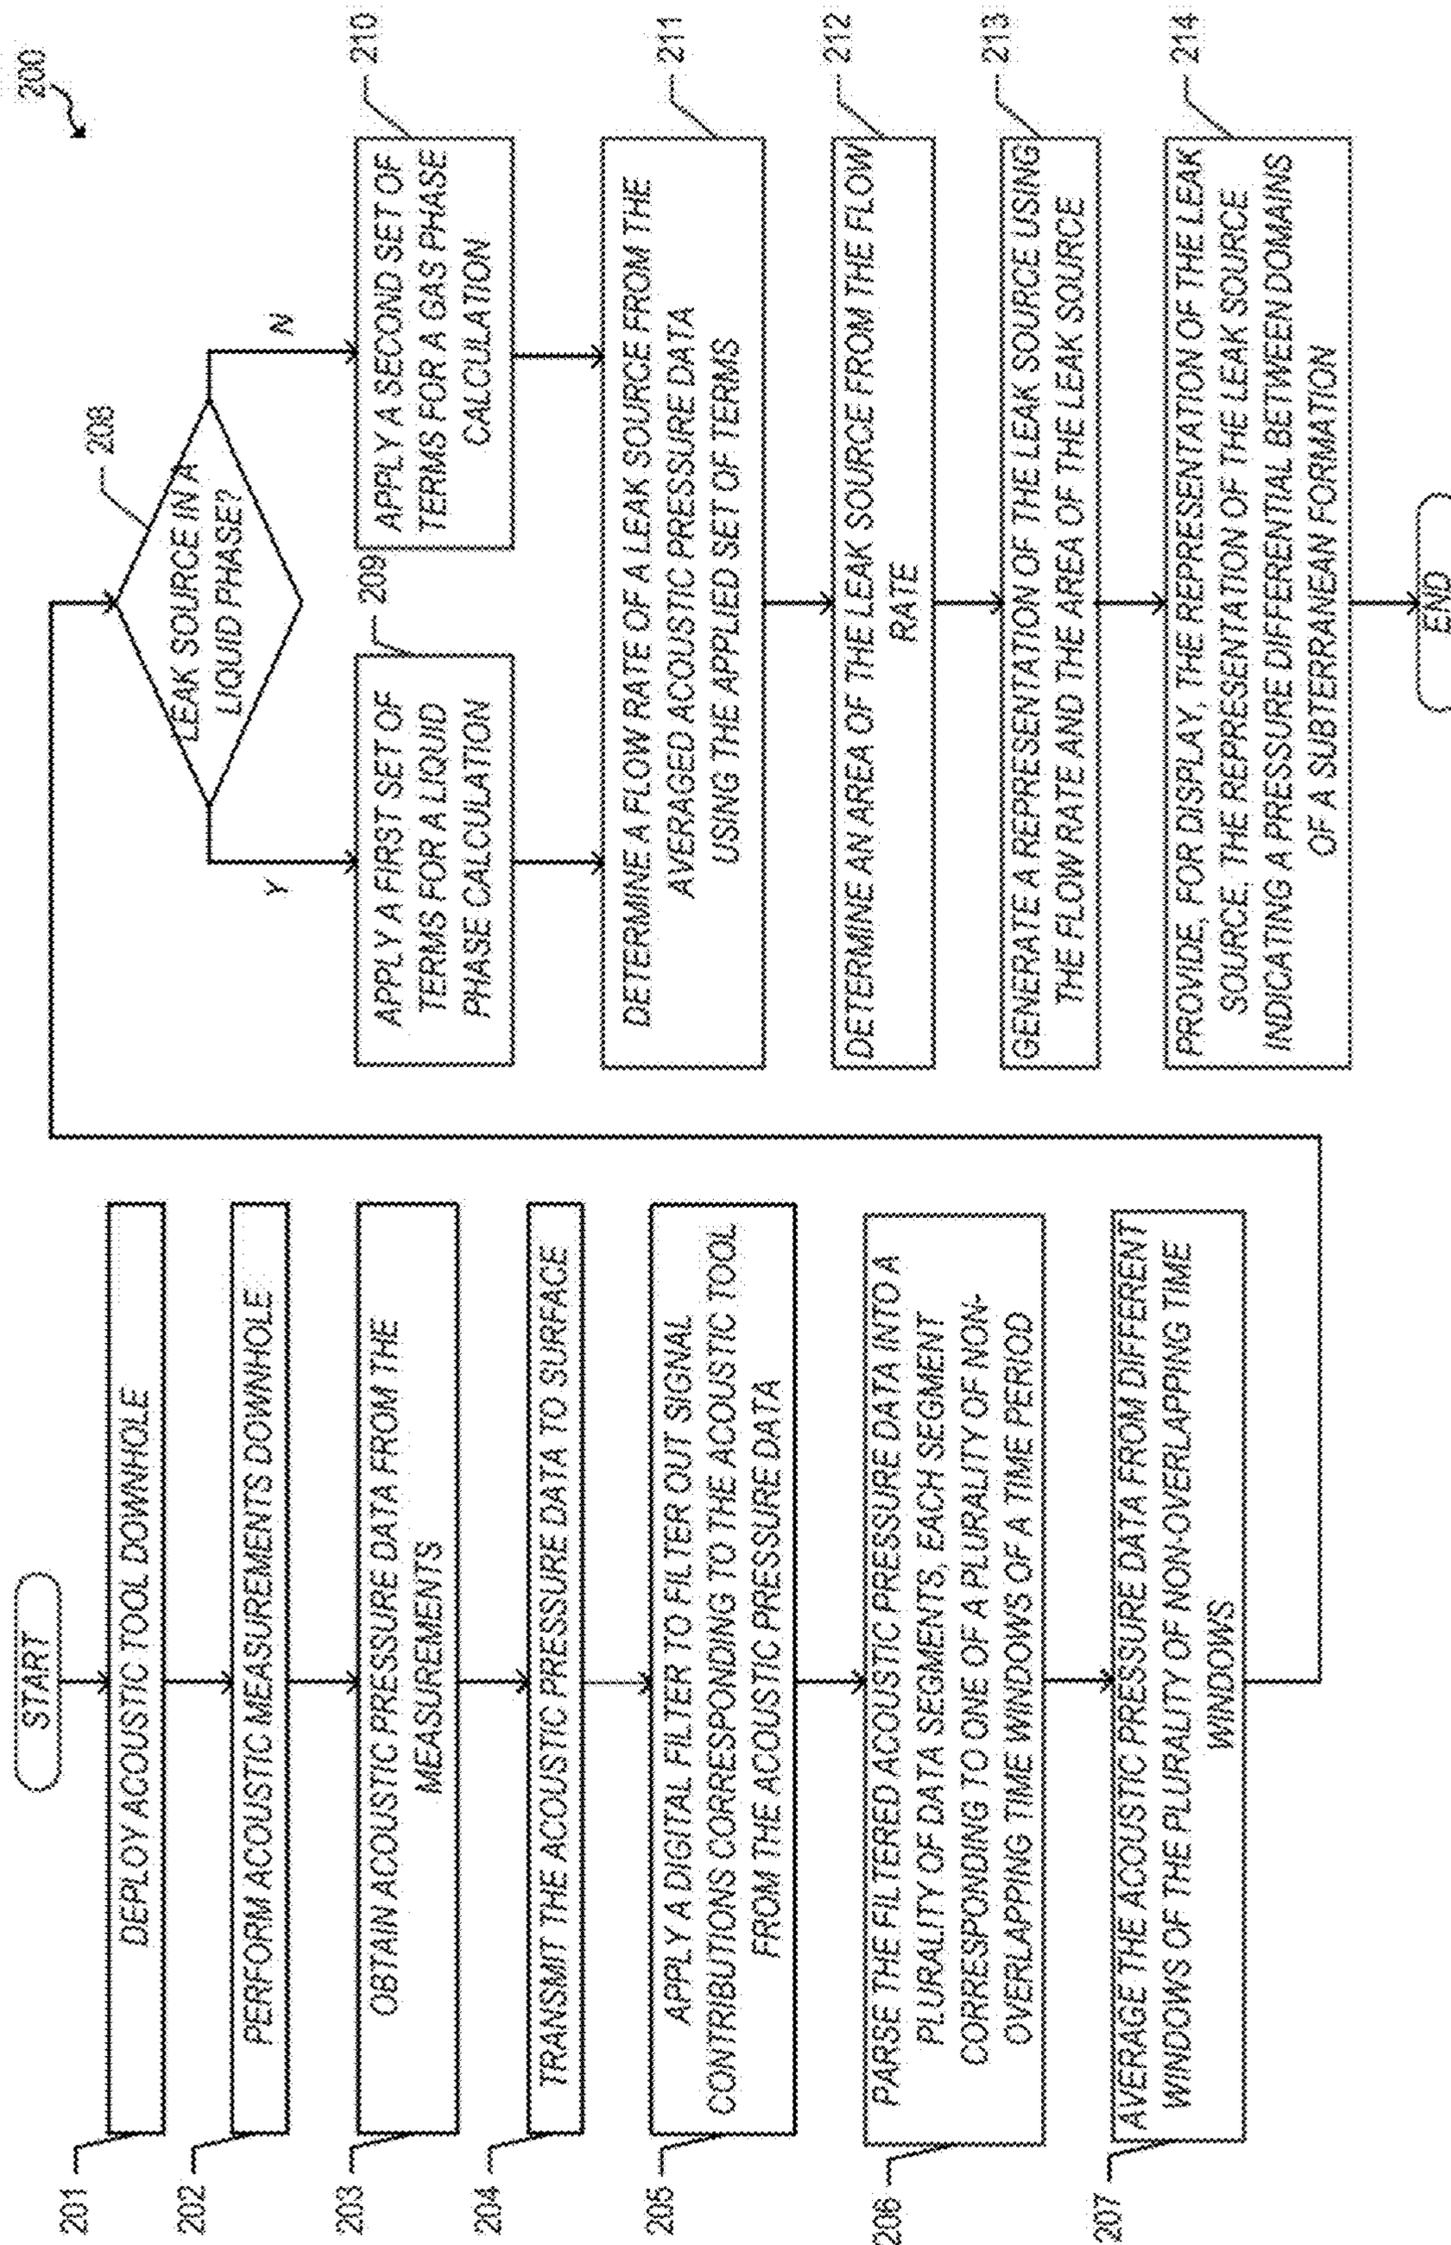 200
START
201
DEPLOY ACOUSTIC TOOL DOWNHOLE
202
PERFORM ACOUSTIC MEASUREMENTS DOWNHOLE
203
OBTAIN ACOUSTIC PRESSURE DATA FROM THE
MEASUREMENTS
204
TRANSMIT THE ACOUSTIC PRESSURE DATA TO SURFACE
205
APPLY A DIGITAL FILTER TO FILTER OUT SIGNAL
CONTRIBUTIONS CORRESPONDING TO THE ACOUSTIC TOOL
FROM THE ACOUSTIC PRESSURE DATA
206
PARSE THE FILTERED ACOUSTIC PRESSURE DATA INTO A
PLURALITY OF DATA SEGMENTS, EACH SEGMENT
CORRESPONDING TO ONE OF A PLURALITY OF NON-
OVERLAPPING TIME WINDOWS OF A TIME PERIOD
207
AVERAGE THE ACOUSTIC PRESSURE DATA FROM DIFFERENT
WINDOWS OF THE PLURALITY OF NON-OVERLAPPING TIME
WINDOWS
208
LEAK SOURCE IN A
LIQUID PHASE?
Y
N
209
APPLY A FIRST SET OF
TERMS FOR A LIQUID
PHASE CALCULATION
210
APPLY A SECOND SET OF
TERMS FOR A GAS PHASE
CALCULATION
211
DETERMINE A FLOW RATE OF A LEAK SOURCE FROM THE
AVERAGED ACOUSTIC PRESSURE DATA
USING THE APPLIED SET OF TERMS
212
DETERMINE AN AREA OF THE LEAK SOURCE FROM THE FLOW
RATE
213
GENERATE A REPRESENTATION OF THE LEAK SOURCE USING
THE FLOW RATE AND THE AREA OF THE LEAK SOURCE
214
PROVIDE, FOR DISPLAY, THE REPRESENTATION OF THE LEAK
SOURCE, THE REPRESENTATION OF THE LEAK SOURCE
INDICATING A PRESSURE DIFFERENTIAL BETWEEN DOMAINS
OF A SUBTERRANEAN FORMATION
END